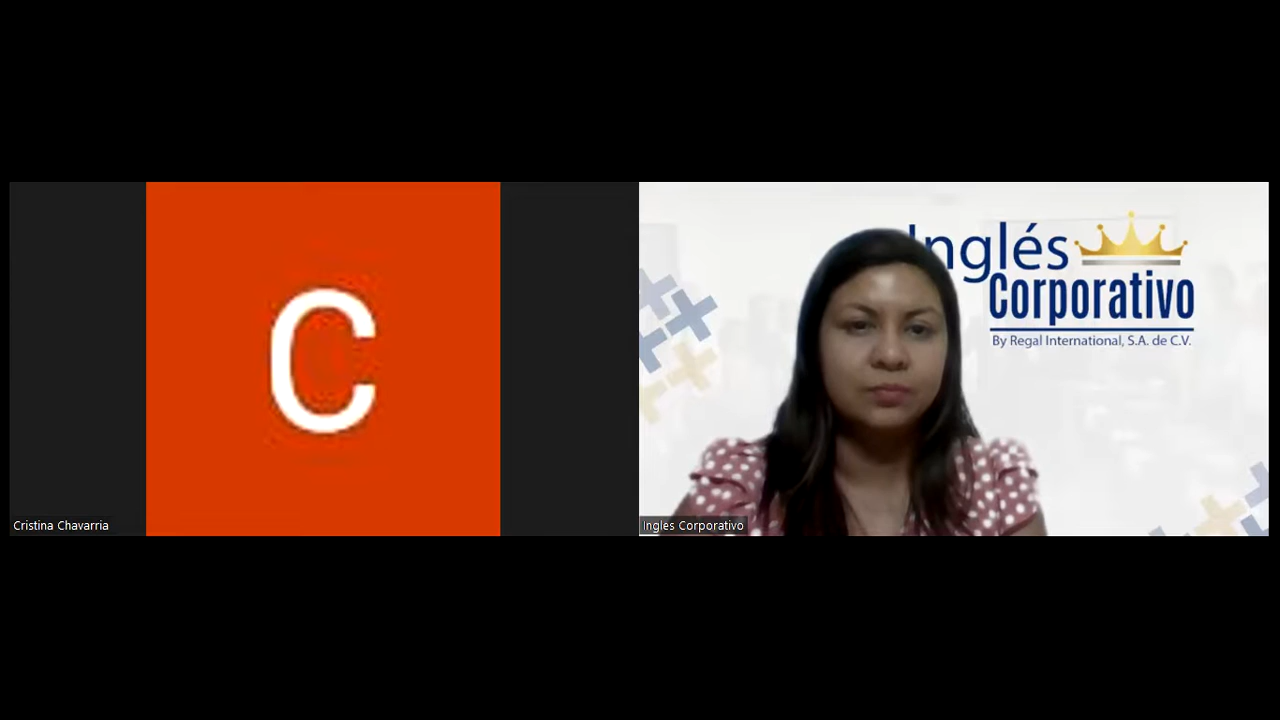 C
Cristina Chavarria
Inglés
Corporativo
By Regal International, S.A. de C.V.
Ingles Corporativo